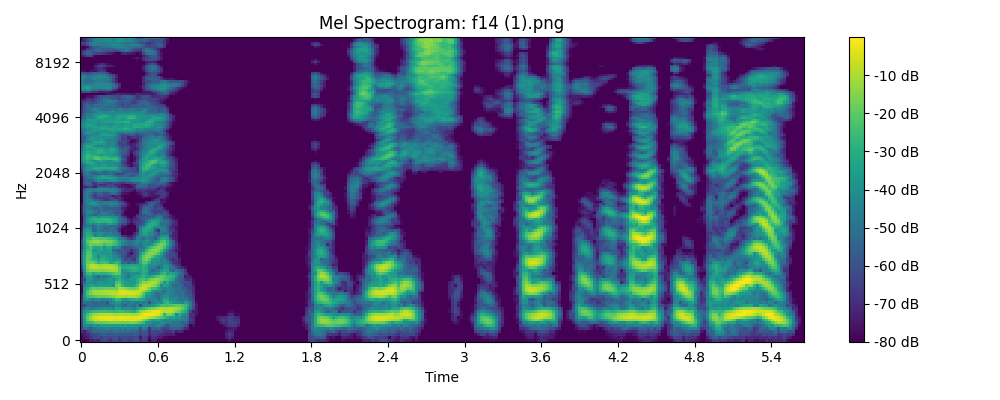 Mel Spectrogram: f14 (1).png
8192
4096
2048
1024
512
0
Hz
0 0.6 1.2 1.8 2.4 3 3.6 4.2 4.8 5.4
Time
-10 dB
-20 dB
-30 dB
-40 dB
-50 dB
-60 dB
-70 dB
-80 dB